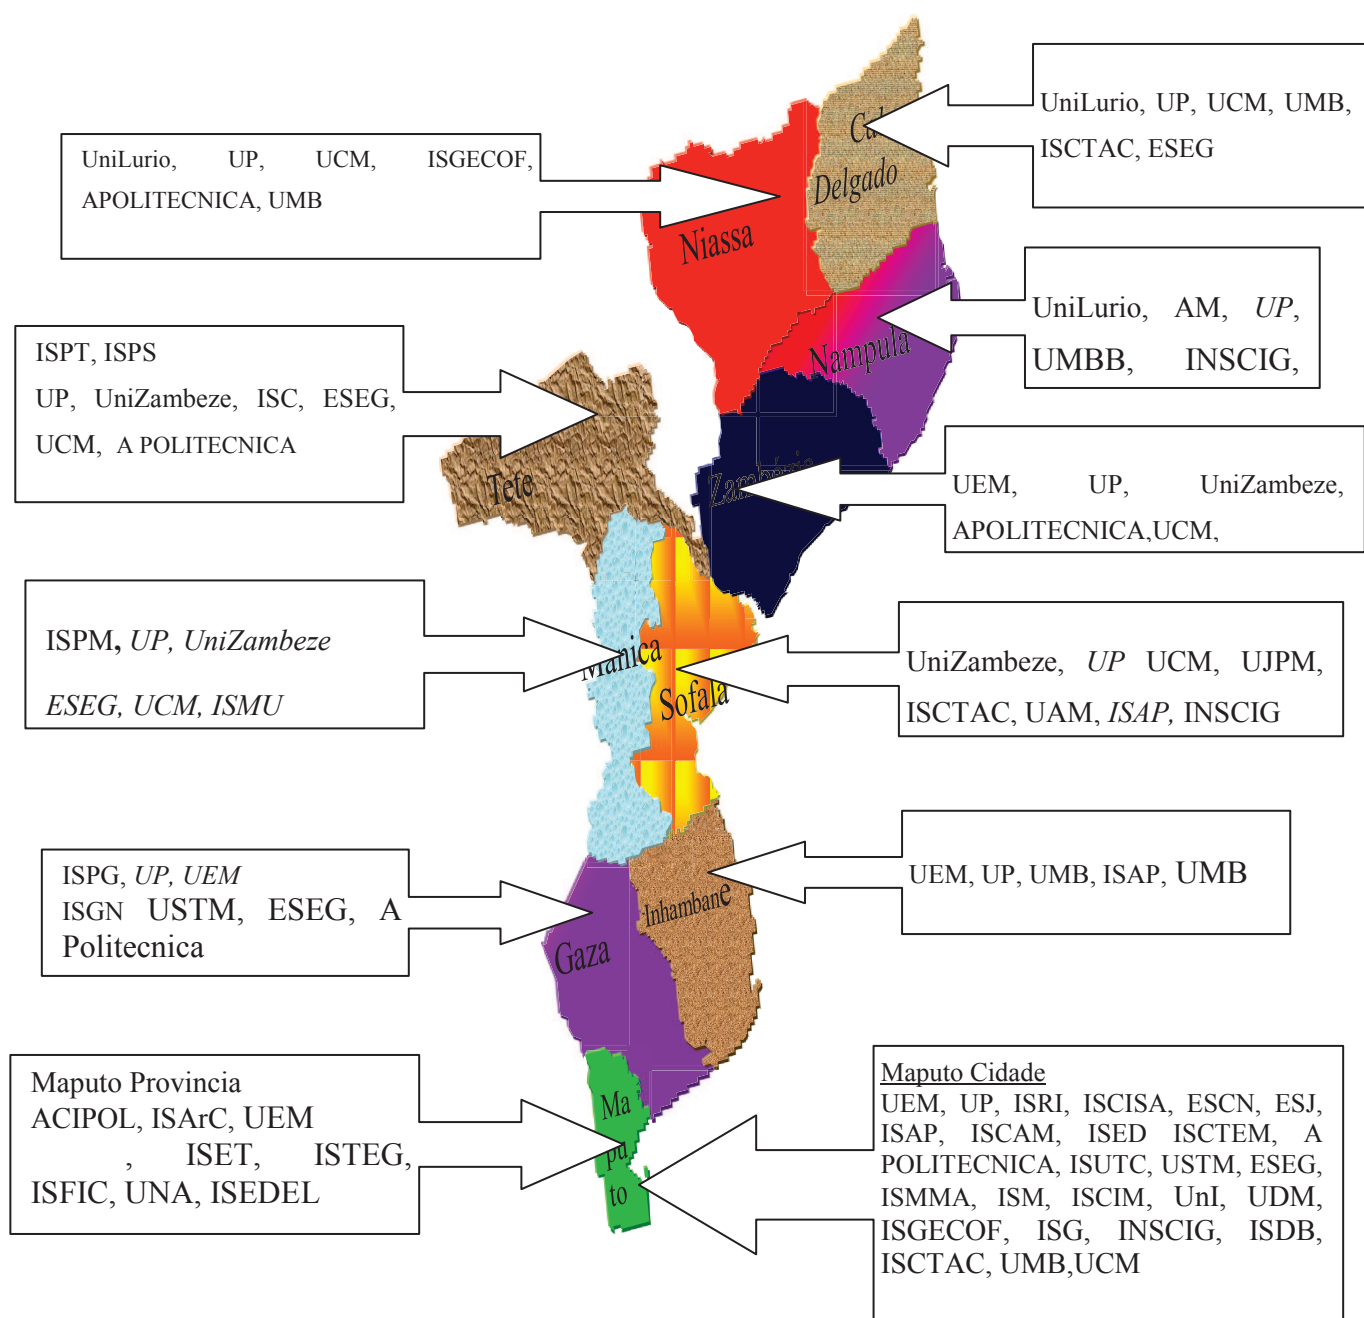 UniLurio, UP, UCM, UMB,
ISCTAC, ESEG
UniLurio, UP, UCM, ISGECOF,
APOLITECNICA, UMB
Delgado
Niassa
UniLurio, AM, UP,
UMBB, INSCIG,
Nampula
ISPT, ISPS
UP, UniZambeze, ISC, ESEG,
UCM, A POLITECNICA
Tete
UEM, UP, UniZambeze,
APOLITECNICA,UCM,
ISPM, UP, UniZambeze
ESEG, UCM, ISMU
Manica
Sofala
UniZambeze, UP UCM, UJPM,
ISCTAC, UAM, ISAP, INSCIG
UEM, UP, UMB, ISAP, UMB
Inhambane
ISPG, UP, UEM
ISGN USTM, ESEG, A
Politecnica
Gaza
Maputo Provincia
ACIPOL, ISArC, UEM
, ISET, ISTEG,
ISFIC, UNA, ISEDEL
Ma
pu
to
Maputo Cidade
UEM, UP, ISRI, ISCISA, ESCN, ESJ,
ISAP, ISCAM, ISED ISCTEM, A
POLITECNICA, ISUTC, USTM, ESEG,
ISMMA, ISM, ISCIM, UnI, UDM,
ISGECOF, ISG, INSCIG, ISDB,
ISCTAC, UMB,UCM